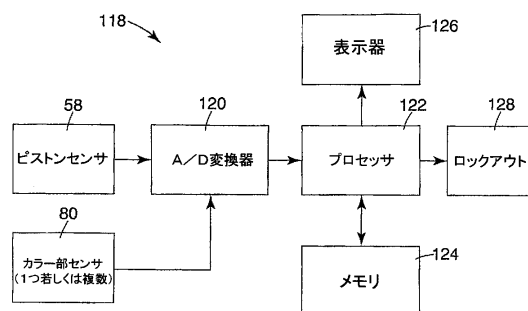 118
126
表示器
58
ピストンセンサ
120
A/D変換器
122
プロセッサ
128
ロックアウト
80
カラー部センサ
(1つ若しくは複数)
124
メモリ